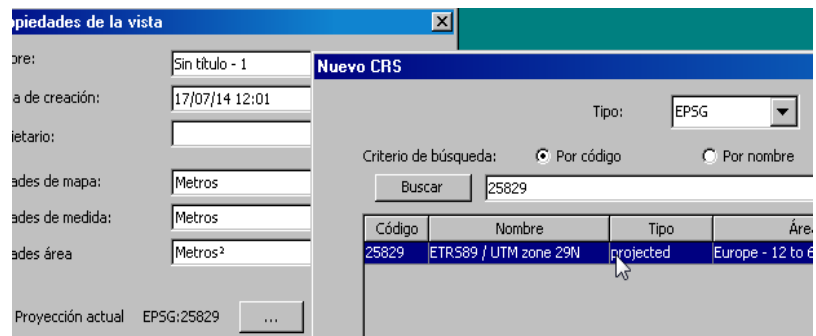 opiedades de la vista
bre:
Sin título - 1
a de creación:
17/07/14 12:01
ietario:
ades de mapa:
Metros
ades de medida:
Metros
ades área
Metros²
Proyección actual EPSG:25829 ...
Nuevo CRS
Tipo: EPSG
Criterio de búsqueda: Por código Por nombre
Buscar 25829
Código Nombre Tipo Áre
25829 ETRS89 / UTM zone 29N projected Europe - 12 to 6